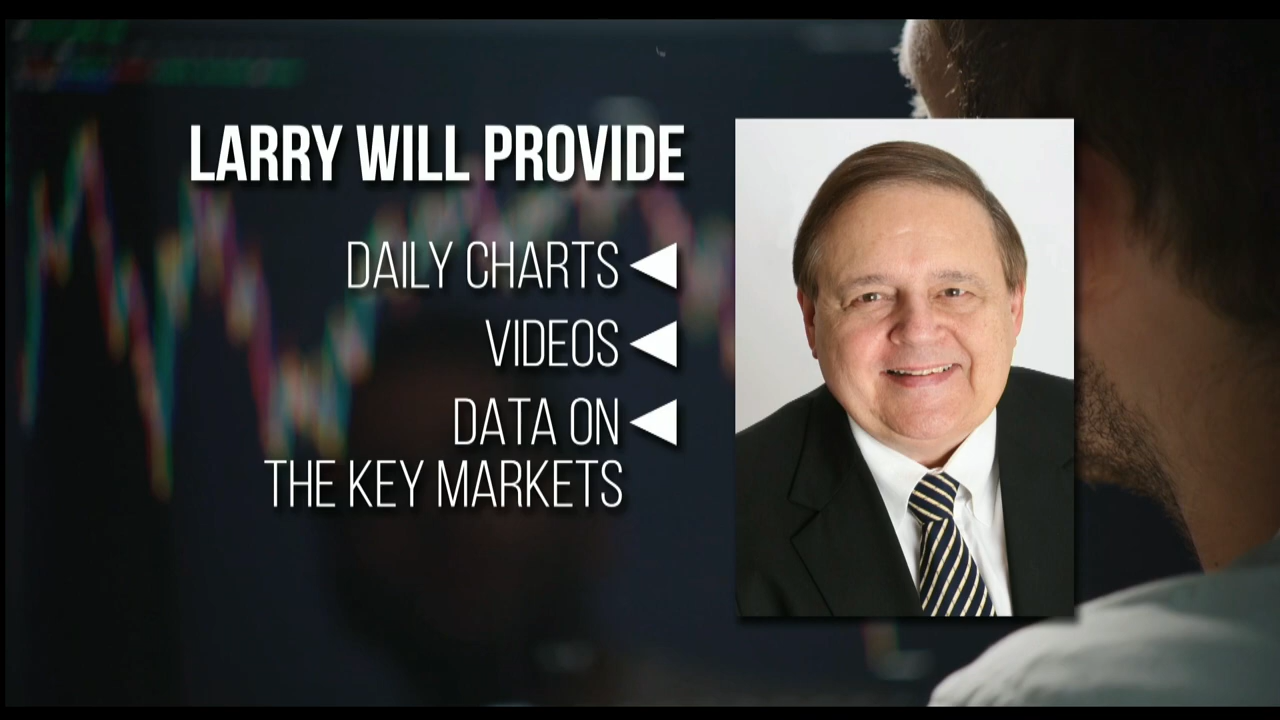 LARRY WILL PROVIDE
DAILY CHARTS
VIDEOS
DATA ON
THE KEY MARKETS